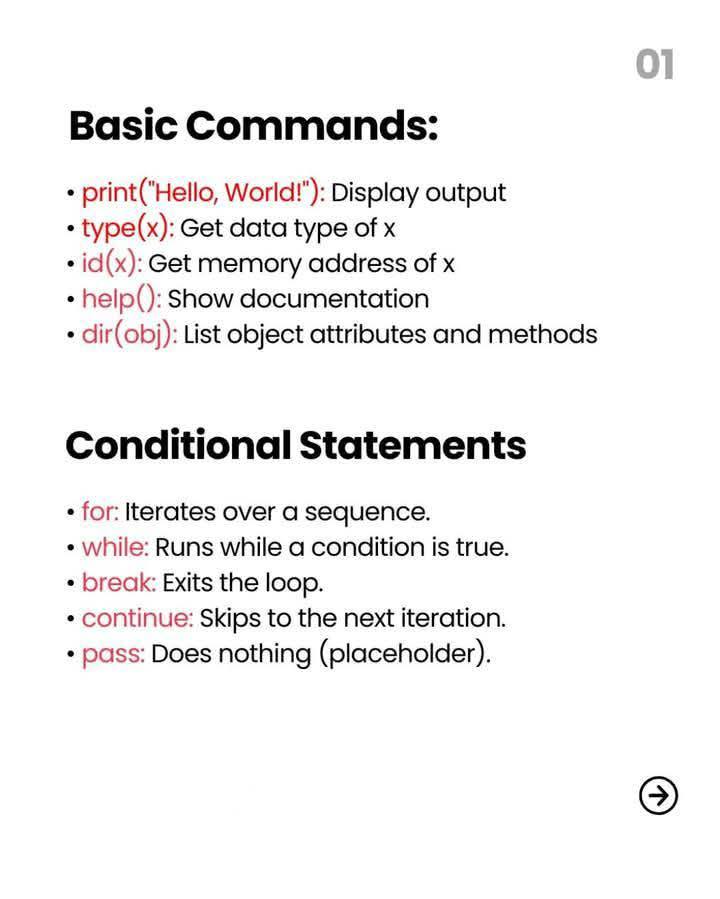 01
Basic Commands:
• print("Hello, World!"): Display output
• type(x): Get data type of x
• id(x): Get memory address of x
• help(): Show documentation
• dir(obj): List object attributes and methods
Conditional Statements
• for: Iterates over a sequence.
• while: Runs while a condition is true.
• break: Exits the loop.
• continue: Skips to the next iteration.
• pass: Does nothing (placeholder).